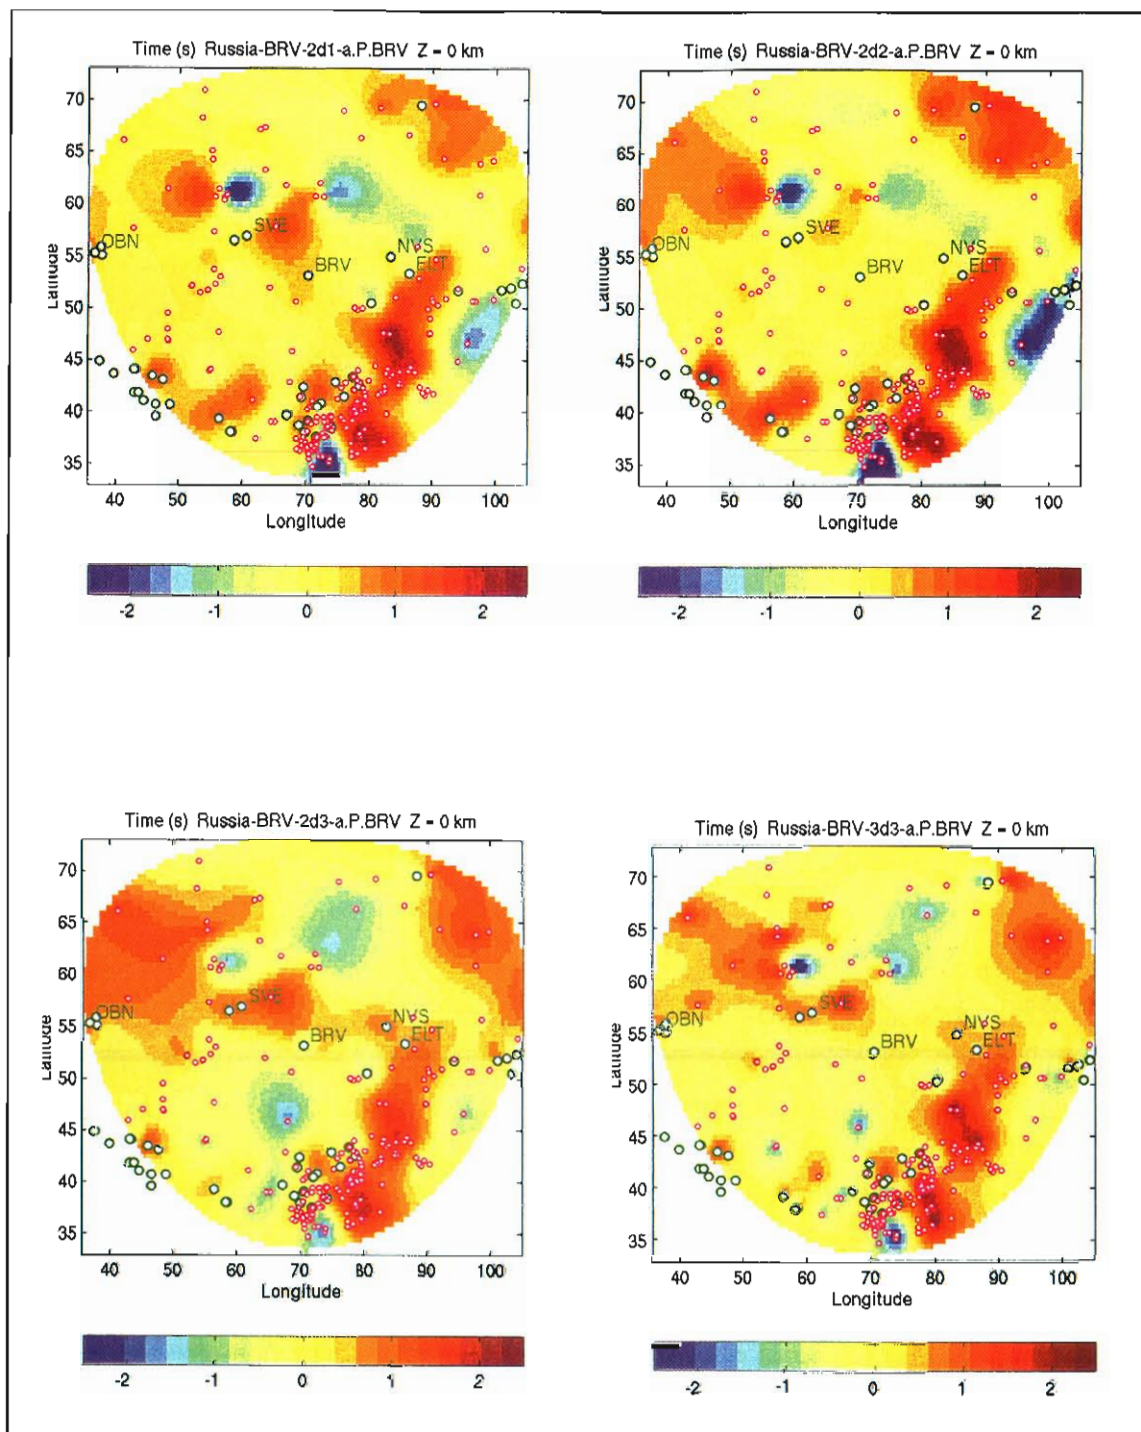 Time (s) Russia-BRV-2d1-a.P.BRV Z = 0 km
70
65
60
55
50
45
40
35
Latitude
OBN
SVE
BRV
NVS
ELT
40 50 60 70 80 90 100
Longitude
-2 -1 0 1 2
Time (s) Russia-BRV-2d2-a.P.BRV Z = 0 km
70
65
60
55
50
45
40
35
Latitude
OBN
SVE
BRV
NVS
ELT
40 50 60 70 80 90 100
Longitude
-2 -1 0 1 2
Time (s) Russia-BRV-2d3-a.P.BRV Z = 0 km
70
65
60
55
50
45
40
35
Latitude
OBN
SVE
BRV
NVS
ELT
40 50 60 70 80 90 100
Longitude
-2 -1 0 1 2
Time (s) Russia-BRV-3d3-a.P.BRV Z = 0 km
70
65
60
55
50
45
40
35
Latitude
OBN
SVE
BRV
NVS
ELT
40 50 60 70 80 90 100
Longitude
-2 -1 0 1 2